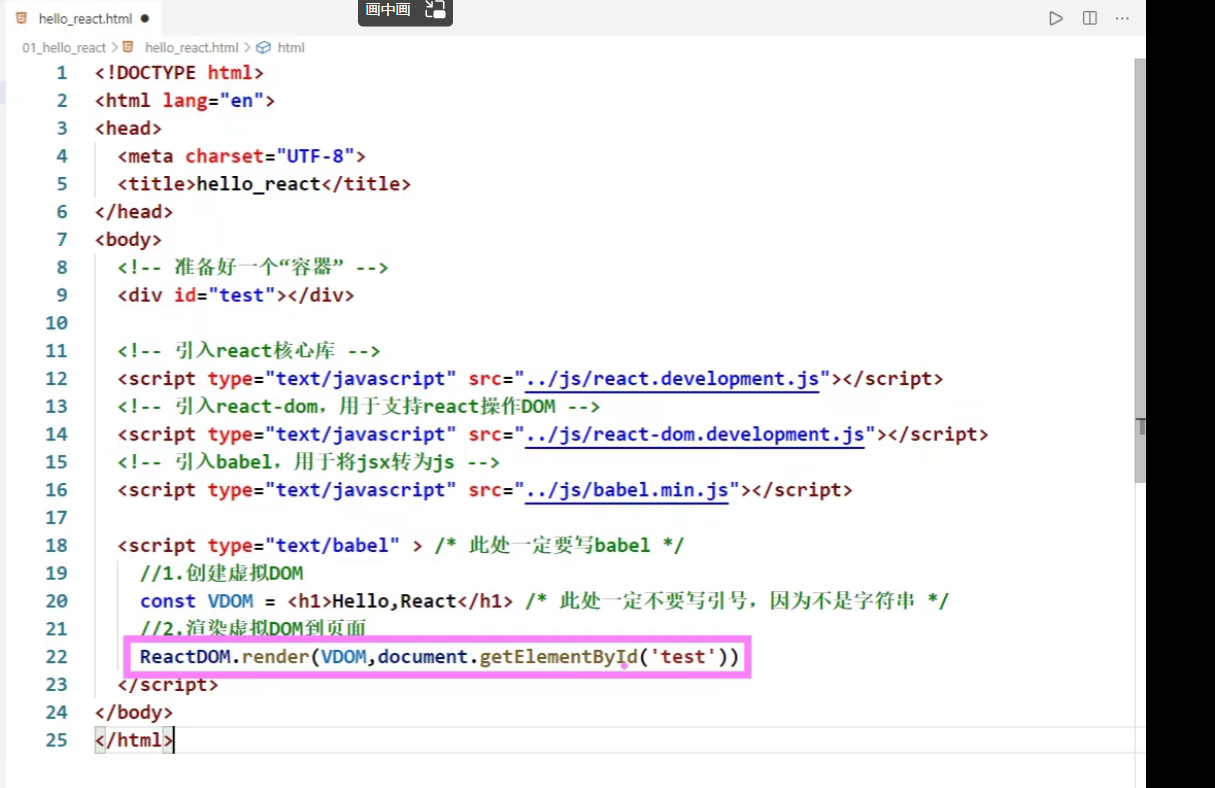 hello_react.html
画中画
01_hello_react > hello_react.html > html
1 <!DOCTYPE html>
2 <html lang="en">
3 <head>
4 <meta charset="UTF-8">
5 <title>hello_react</title>
6 </head>
7 <body>
8 <!-- 准备好一个“容器” -->
9 <div id="test"></div>
10
11 <!-- 引入react核心库 -->
12 <script type="text/javascript" src="../js/react.development.js"></script>
13 <!-- 引入react-dom，用于支持react操作DOM -->
14 <script type="text/javascript" src="../js/react-dom.development.js"></script>
15 <!-- 引入babel，用于将jsx转为js -->
16 <script type="text/javascript" src="../js/babel.min.js"></script>
17
18 <script type="text/babel" > /* 此处一定要写babel */
19 //1.创建虚拟DOM
20 const VDOM = <h1>Hello,React</h1> /* 此处一定不要写引号，因为不是字符串 */
21 //2.渲染虚拟DOM到页面
22 ReactDOM.render(VDOM,document.getElementById('test'))
23 </script>
24 </body>
25 </html>